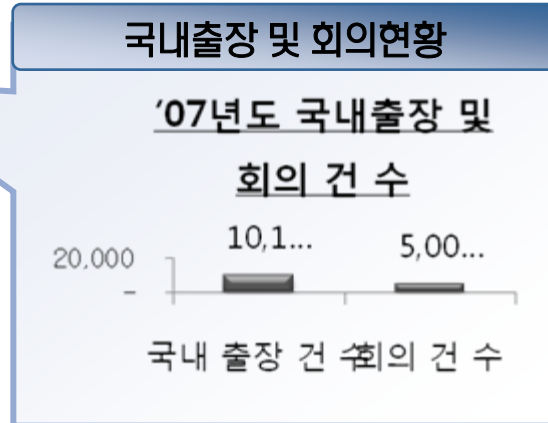 국내출장 및 회의현황
‘07년도 국내출장 및
회의 건 수
20,000
-
10,1...
5,00...
국내 출장 건 수
회의 건 수